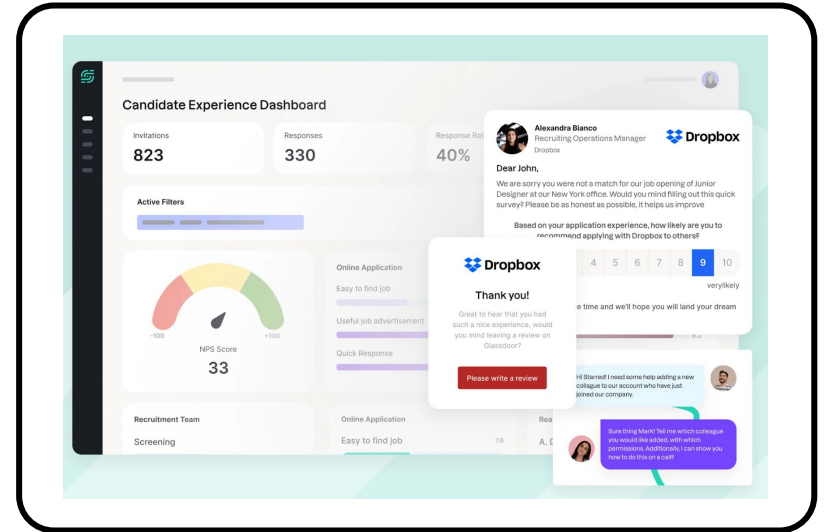 Candidate Experience Dashboard
Invitations
823
Responses
330
Response Rat
40%
Active Filters
-100
+100
NPS Score
33
Online Application
Easy to find job
Useful job advertisement
Quick Response
Recruitment Team
Screening
Online Application
Easy to find job
7.9
Rea
Alexandra Bianco
Recruiting Operations Manager
Dropbox
Dropbox
Dear John,
We are sorry you were not a match for our job opening of Junior
Designer at our New York office. Would you mind filling out this quick
survey? Please be as honest as possible, it helps us improve
Based on your application experience, how likely are you to
recommend applying with Dropbox to others?
4 5 6 7 8 9 10
verylikely
e time and we'll hope you will land your dream
8.2
Dropbox
Thank you!
Great to hear that you had
such a nice experience, would
you mind leaving a review on
Glassdoor?
Please write a review
Hi Starred! I need some help adding a new
collague to our account who have just
joined our company.
Sure thing Mark! Tell me which colleague
you would like added, with which
permissions. Additionally, I can show you
how to do this on a call!